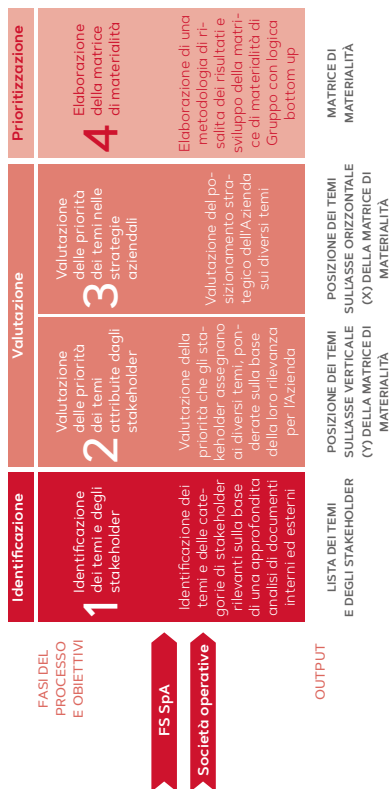 Identificazione
Valutazione
Prioritizzazione
FASI DEL
PROCESSO
E OBIETTIVI
1
Identificazione
dei temi e degli
stakeholder
2
Valutazione
delle priorità
dei temi
attribuite dagli
stakeholder
3
Valutazione
delle priorità
dei temi nelle
strategie
aziendali
4
Elaborazione
della matrice
di materialità
FS SpA
Società operative
Identificazione dei
temi e delle cate-
gorie di stakeholder
rilevanti sulla base
di una approfondita
analisi di documenti
interni ed esterni
Valutazione della
priorità che gli sta-
keholder assegnano
ai diversi temi, pon-
derate sulla base
della loro rilevanza
per l'Azienda
Valutazione del po-
sizionamento stra-
tegico dell'Azienda
sui diversi temi
Elaborazione di una
metodologia di ri-
salita dei risultati e
sviluppo della matri-
ce di materialità di
Gruppo con logica
bottom up
OUTPUT
LISTA DEI TEMI
E DEGLI STAKEHOLDER
POSIZIONE DEI TEMI
SULL'ASSE VERTICALE
(Y) DELLA MATRICE DI
MATERIALITÀ
POSIZIONE DEI TEMI
SULL'ASSE ORIZZONTALE
(X) DELLA MATRICE DI
MATERIALITÀ
MATRICE DI
MATERIALITÀ